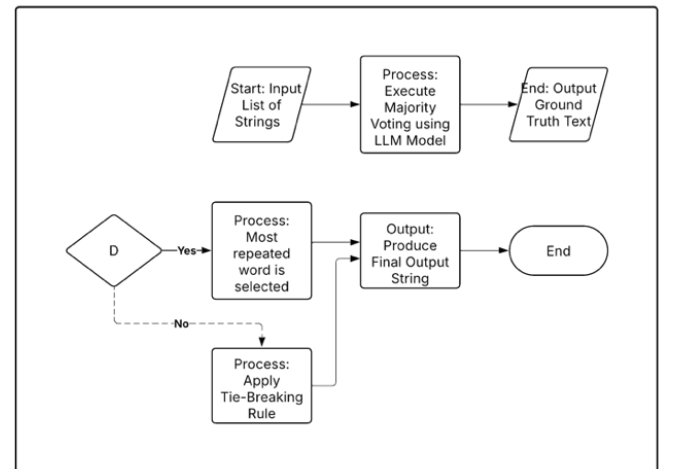 Start: Input
List of
Strings
Process:
Execute
Majority
Voting using
LLM Model
End: Output
Ground
Truth Text
D
Yes
Process:
Most
repeated
word is
selected
Output:
Produce
Final Output
String
End
No
Process:
Apply
Tie-Breaking
Rule